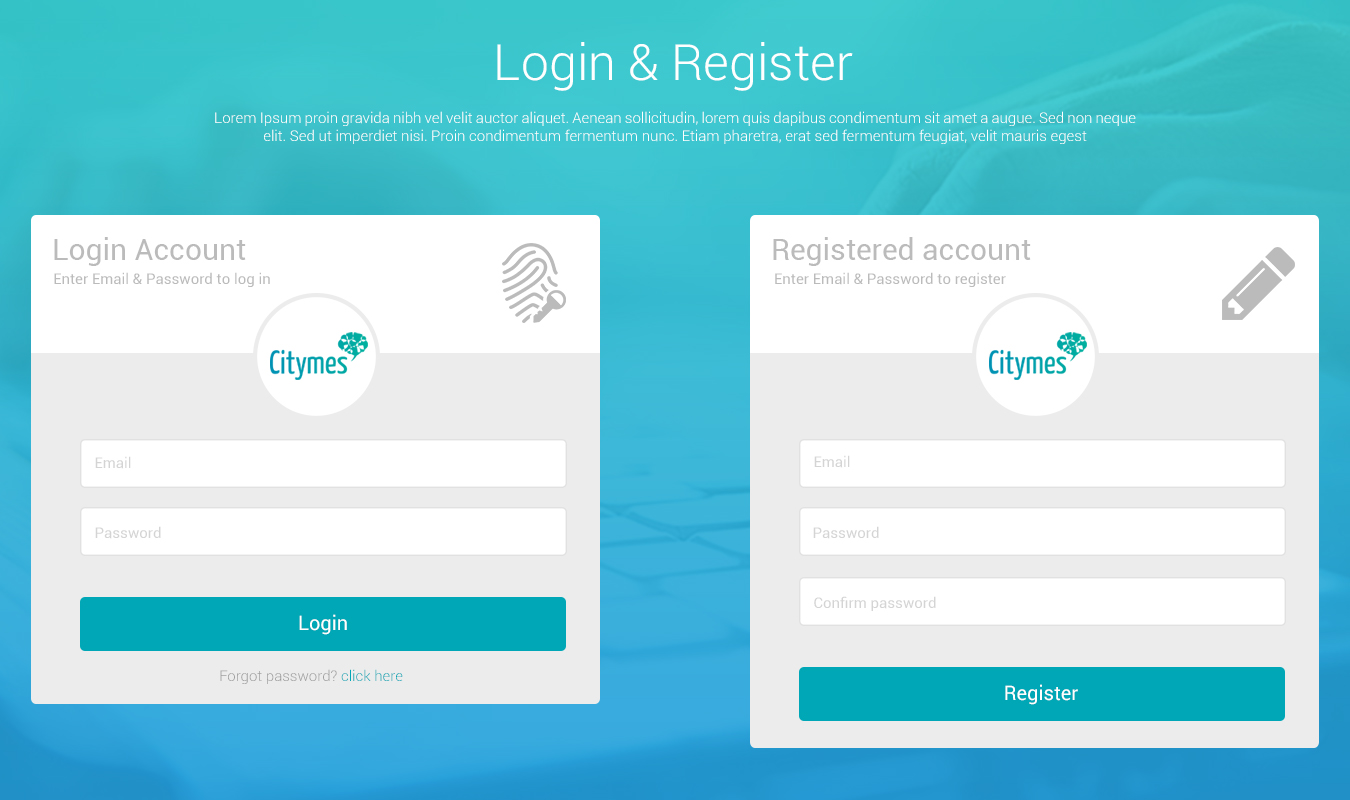 Login & Register
Lorem Ipsum proin gravida nibh vel velit auctor aliquet. Aenean sollicitudin, lorem quis dapibus condimentum sit amet a augue. Sed non neque
elit. Sed ut imperdiet nisi. Proin condimentum fermentum nunc. Etiam pharetra, erat sed fermentum feugiat, velit mauris egest
Login Account
Enter Email & Password to log in
Citymes
Email
Password
Login
Forgot password? click here
Registered account
Enter Email & Password to register
Citymes
Email
Password
Confirm password
Register